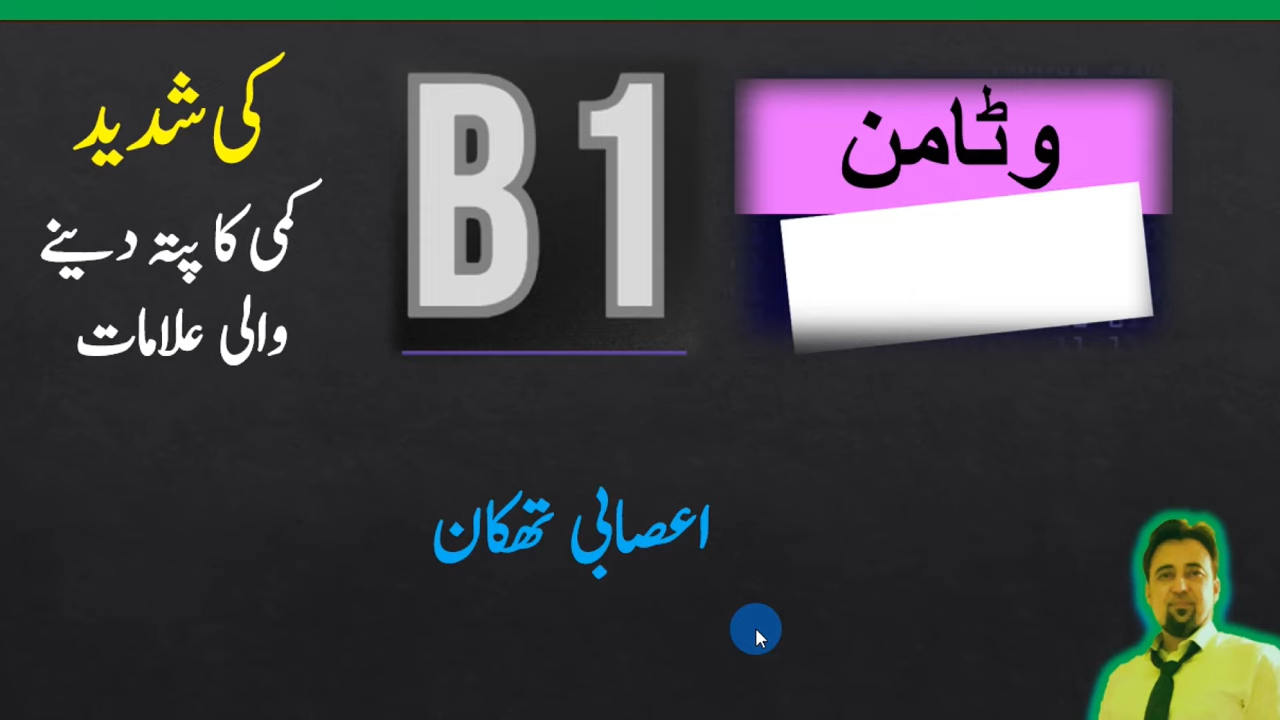 وٹامن
B1
کی شدید
کمی کا پتہ دینے
والی علامات
اعصابی تھکان